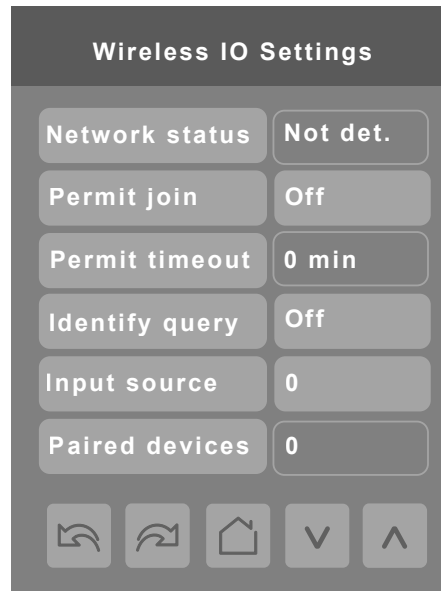 Wireless IO Settings
Network status Not det.
Permit join Off
Permit timeout 0 min
Identify query Off
Input source 0
Paired devices 0